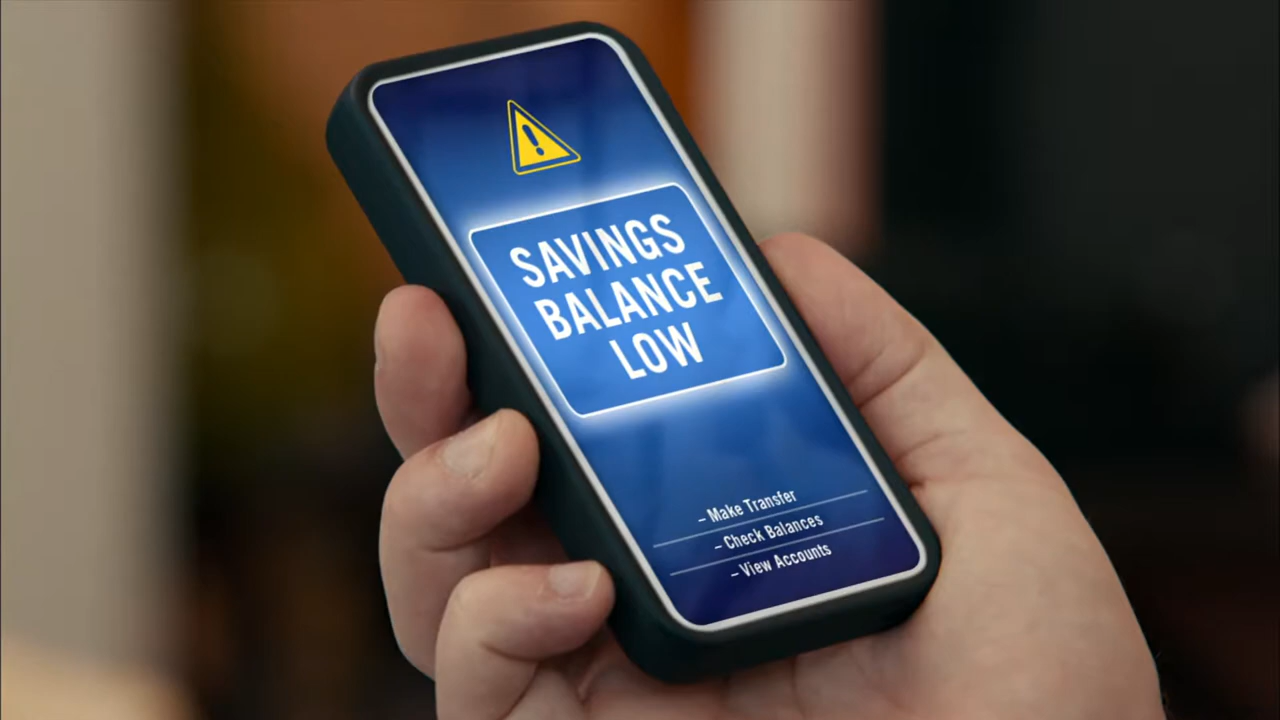 SAVINGS
BALANCE
LOW
– Make Transfer
– Check Balances
– View Accounts